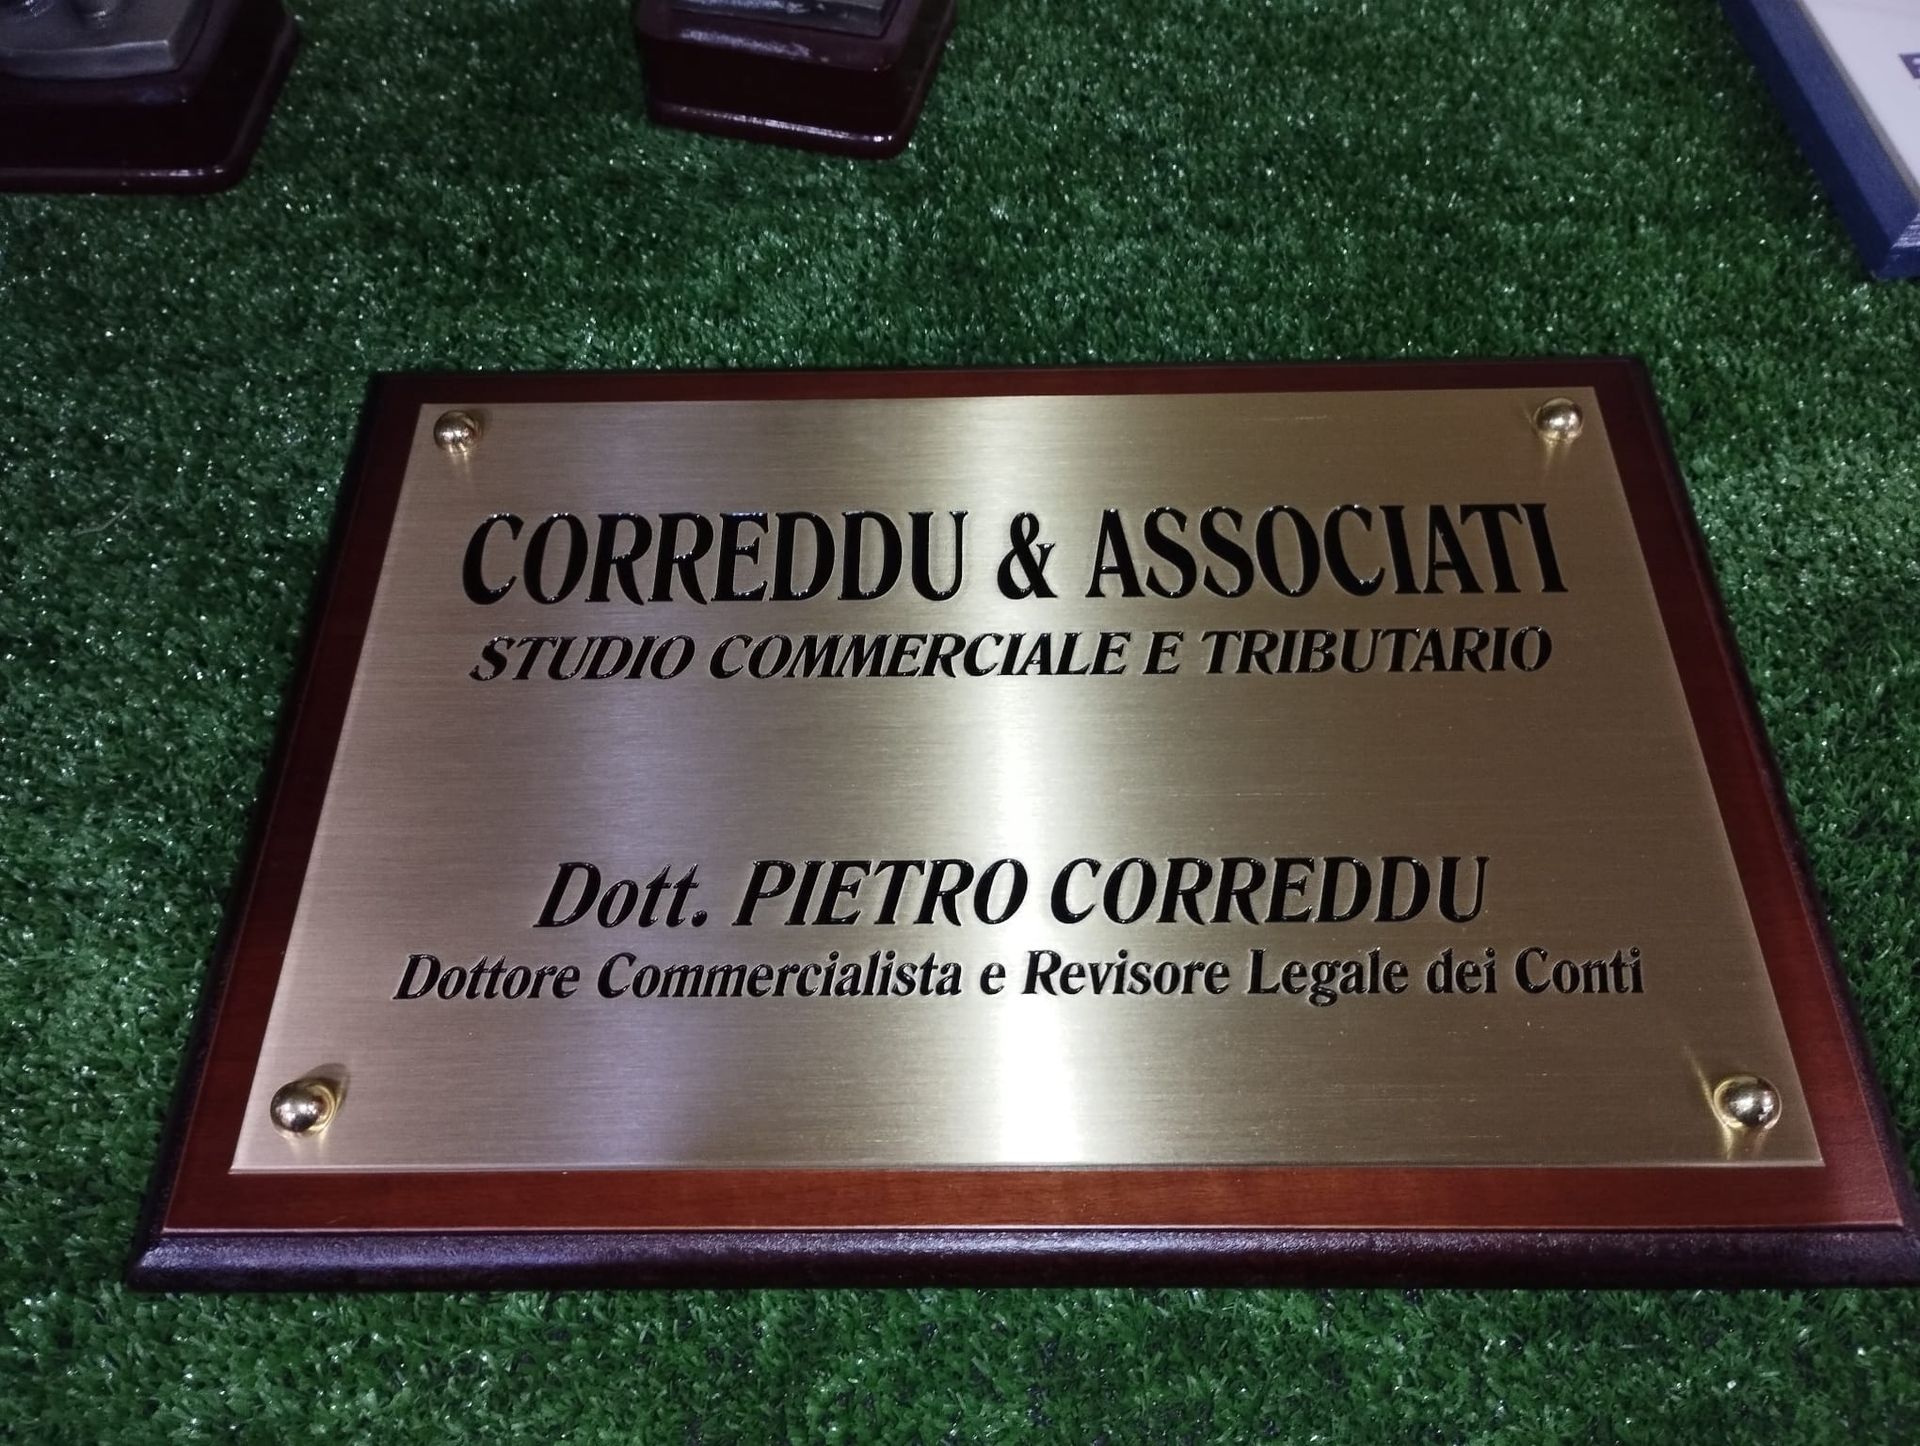 CORREDDU & ASSOCIATI
STUDIO COMMERCIALE E TRIBUTARIO
Dott. PIETRO CORREDDU
Dottore Commercialista e Revisore Legale dei Conti